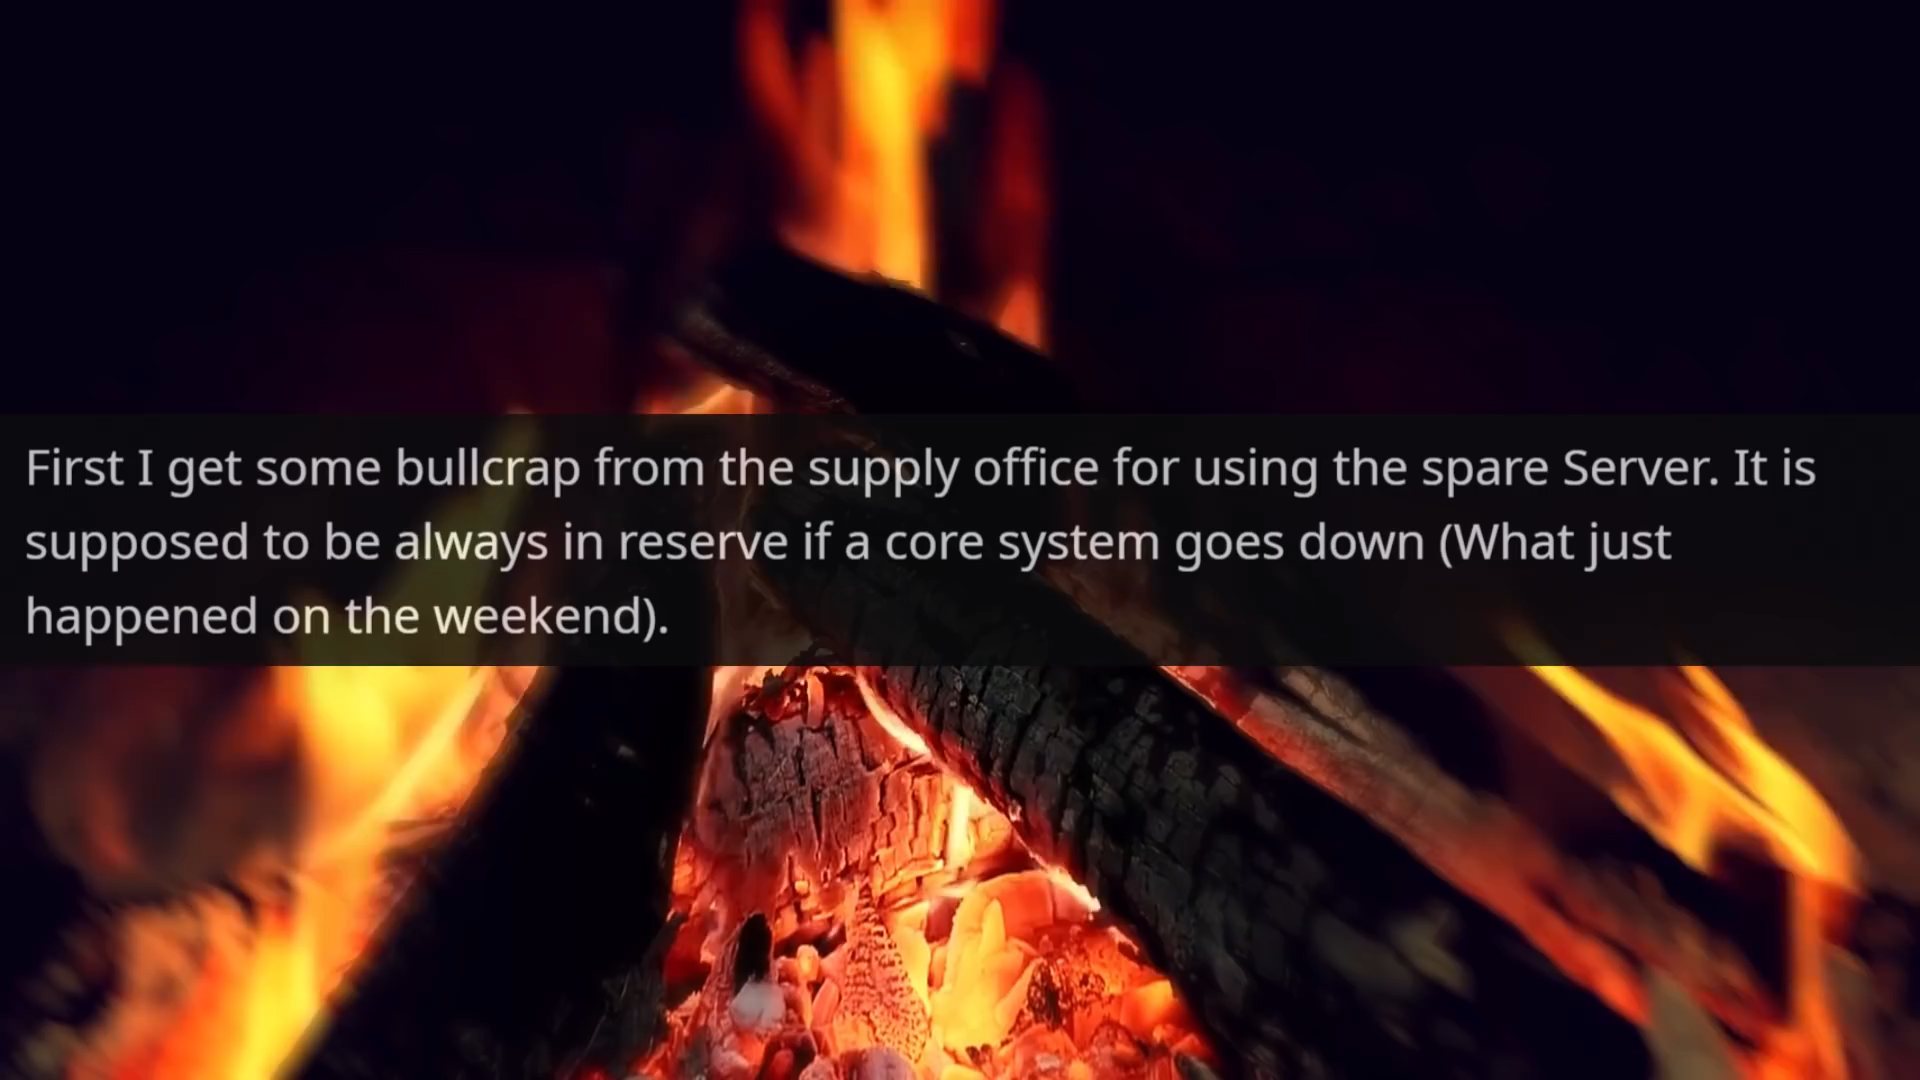 First I get some bullcrap from the supply office for using the spare Server. It is
supposed to be always in reserve if a core system goes down (What just
happened on the weekend).